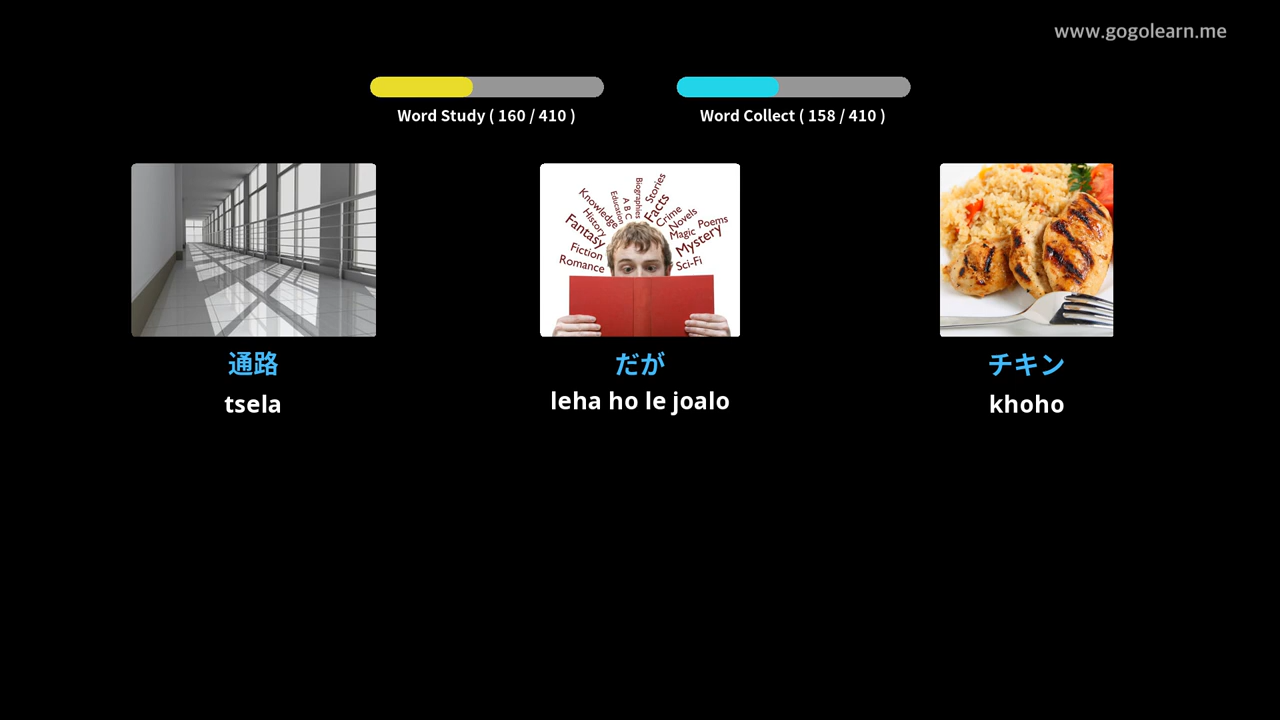 www.gogolearn.me
Word Study ( 160 / 410 )
Word Collect ( 158 / 410 )
Knowledge
History
Fantasy
Fiction
Romance
Education
A B C
Biographies
Stories
Facts
Crime
Novels
Magic
Poems
Mystery
Sci-Fi
通路
だが
チキン
tsela
leha ho le joalo
khoho